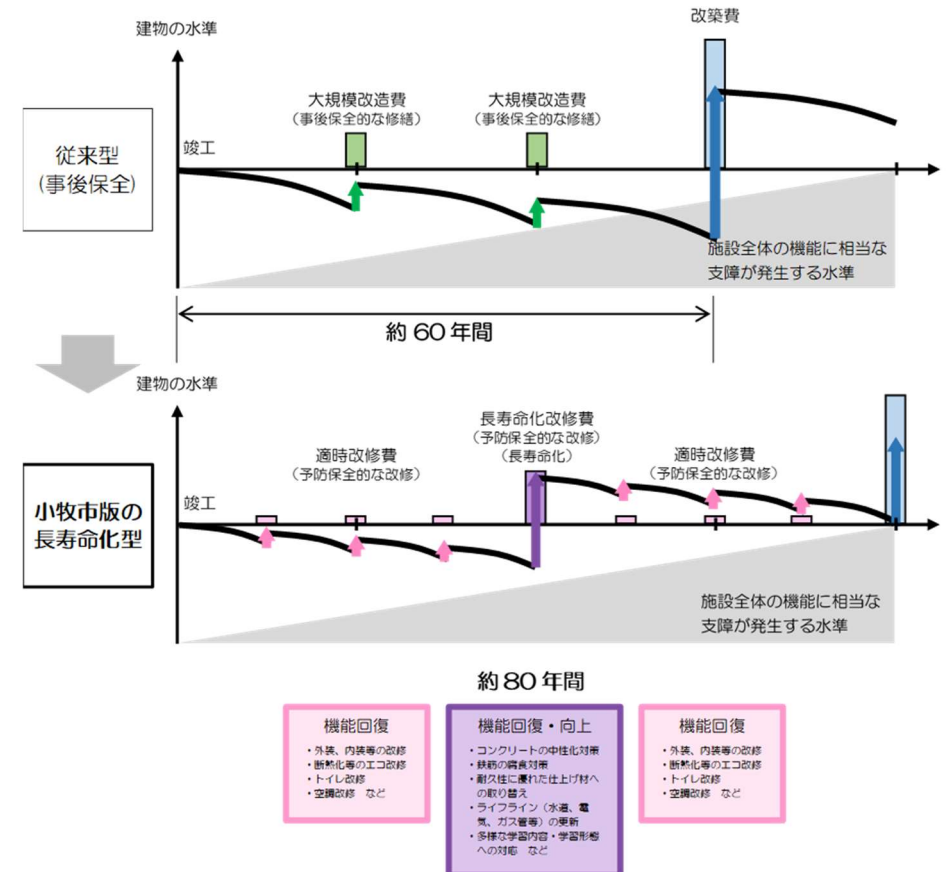 建物の水準
改築費
大規模改造費
(事後保全的な修繕)
大規模改造費
(事後保全的な修繕)
従来型
(事後保全)
竣工
施設全体の機能に相当な
支障が発生する水準
約60年間
建物の水準
長寿命化改修費
(予防保全的な改修)
(長寿命化)
適時改修費
(予防保全的な改修)
適時改修費
(予防保全的な改修)
小牧市版の
長寿命化型
竣工
施設全体の機能に相当な
支障が発生する水準
約80年間
機能回復
・外装、内装等の改修
・断熱化等のエコ改修
・トイレ改修
・空調改修 など
機能回復・向上
・コンクリートの中性化対策
・鉄筋の腐食対策
・耐久性に優れた仕上げ材へ
の取り替え
・ライフライン(水道、電
気、ガス管等)の更新
・多様な学習内容・学習形態
への対応 など
機能回復
・外装、内装等の改修
・断熱化等のエコ改修
・トイレ改修
・空調改修 など